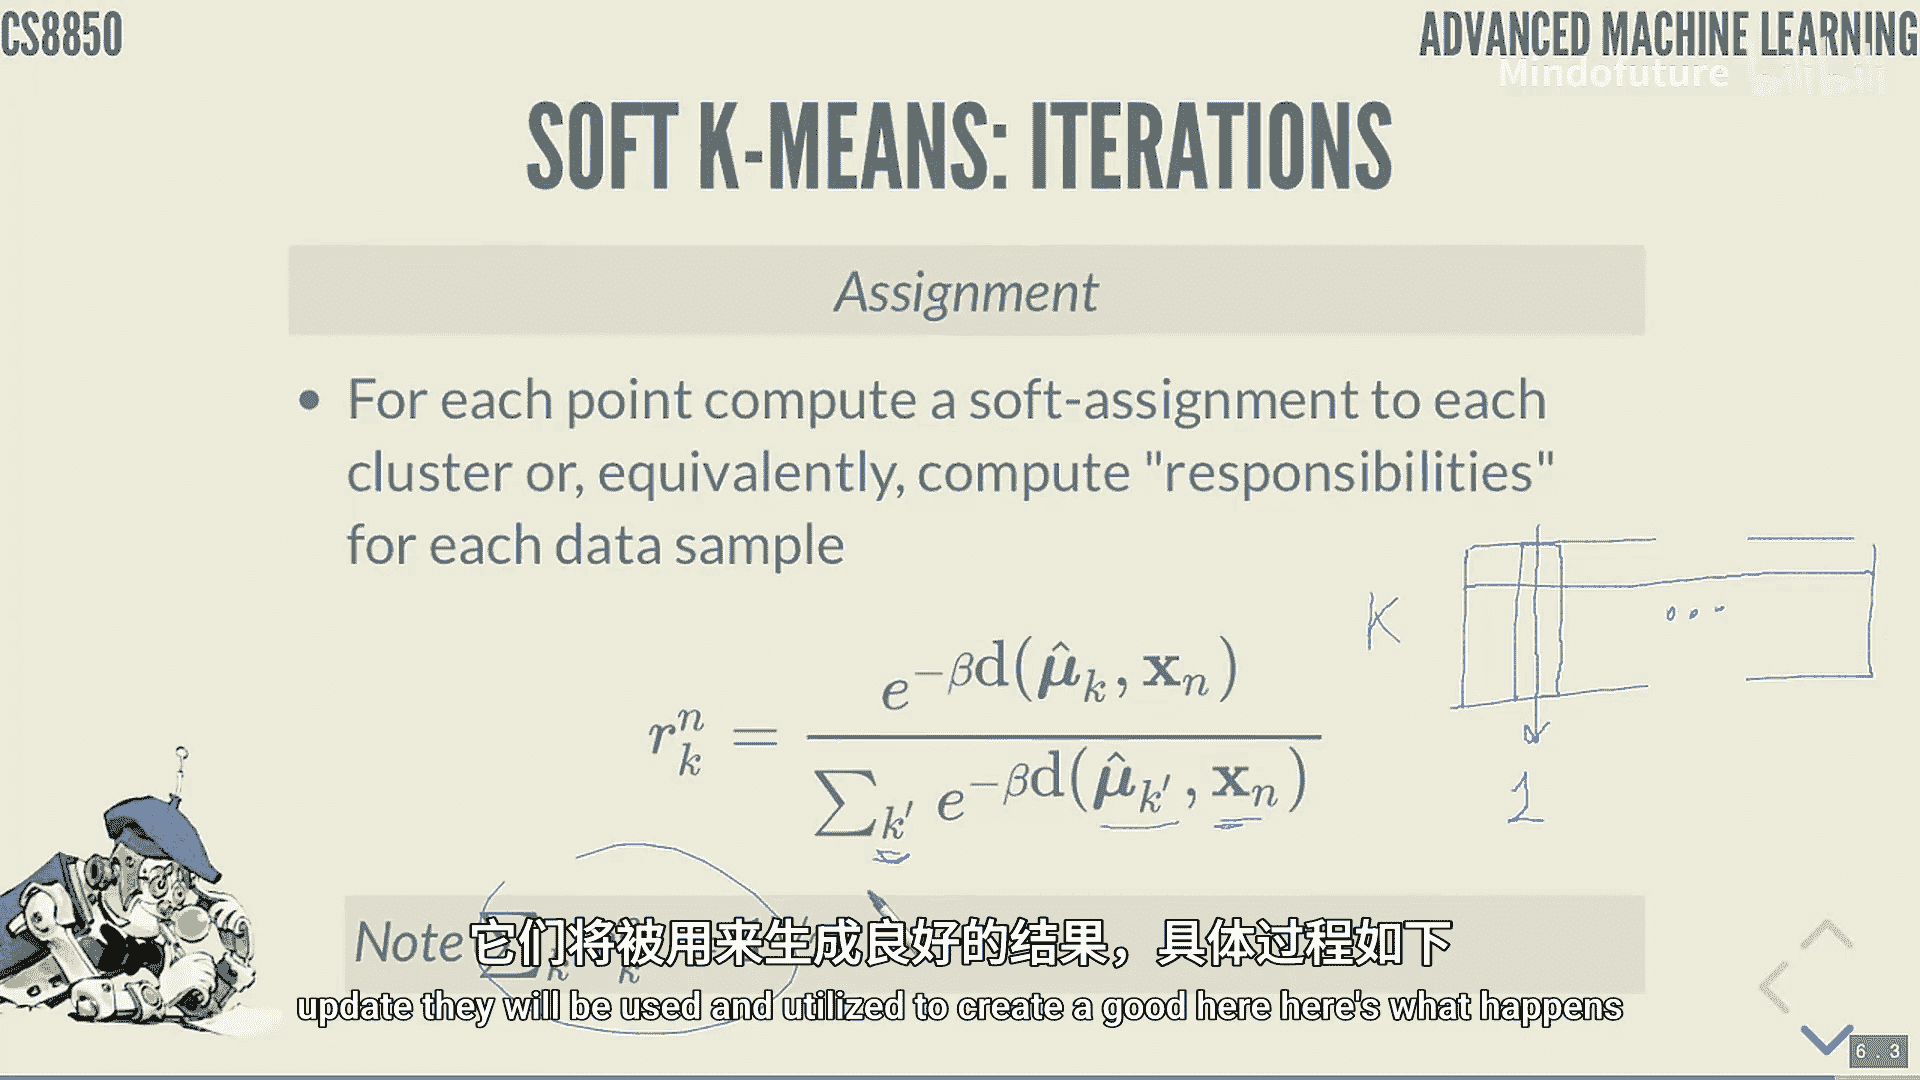 CS8850
ADVANCED MACHINE LEARNING
Mindofuture bilibili
SOFT K-MEANS: ITERATIONS
Assignment
• For each point compute a soft-assignment to each
cluster or, equivalently, compute "responsibilities"
for each data sample
K
...
r_k^n = e^{-βd(μ̂_k, x_n)} / ∑_{k'} e^{-βd(μ̂_{k'}, x_n)}
1
Note
它们将被用来生成良好的结果，具体过程如下
update they will be used and utilized to create a good here here's what happens
6.3